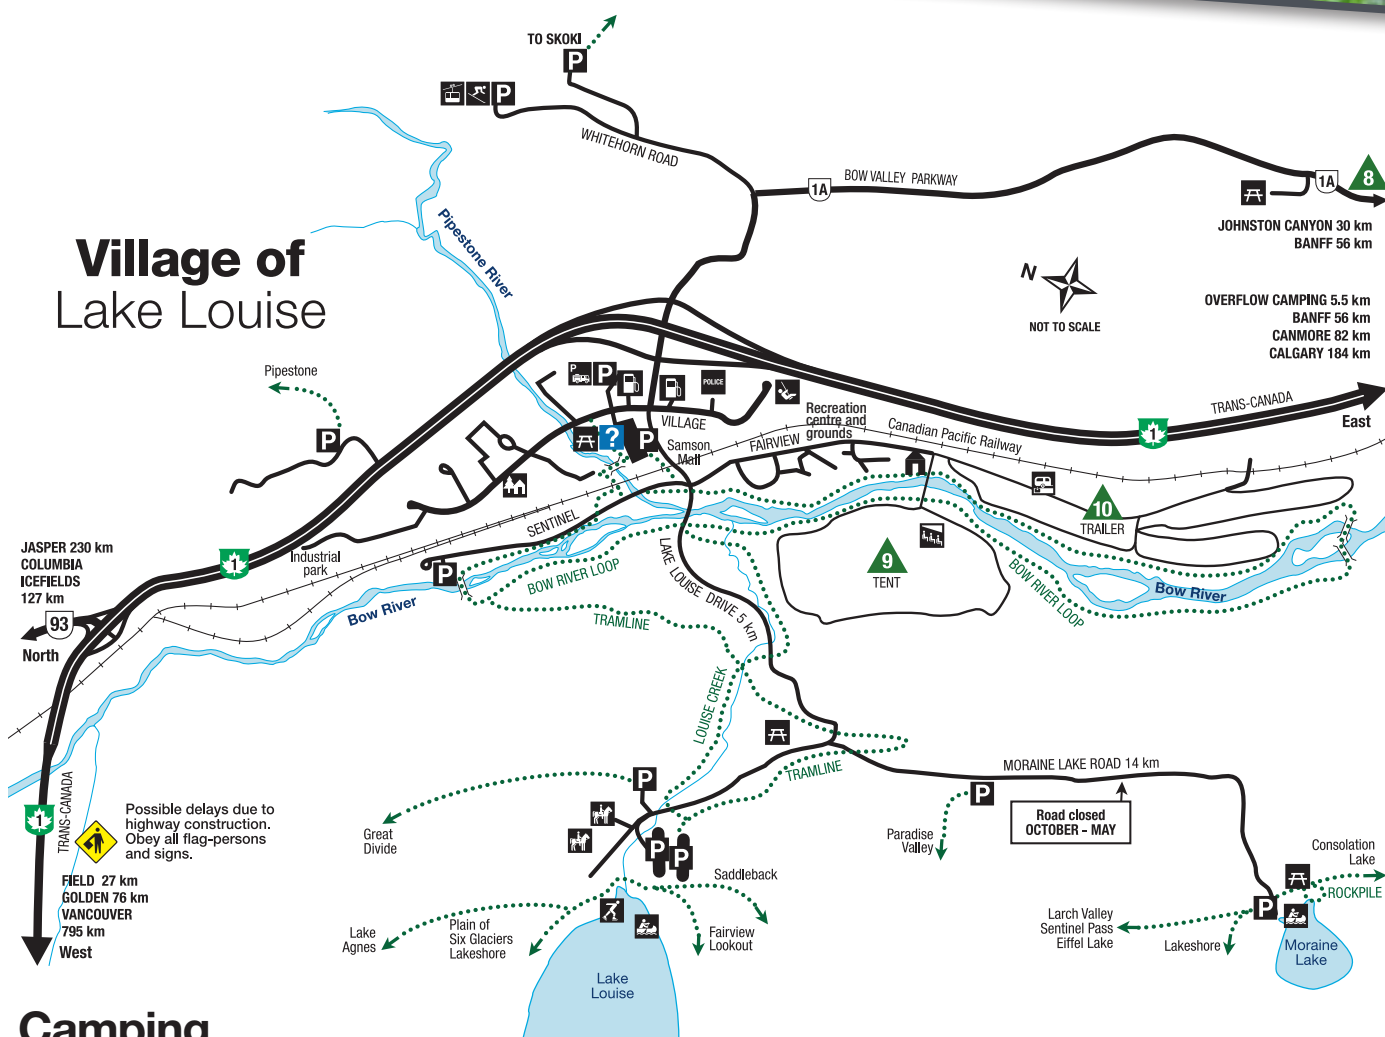 TO SKOKI
P
P
WHITEHORN ROAD
1A
BOW VALLEY PARKWAY
1A
8
JOHNSTON CANYON 30 km
BANFF 56 km
Village of
Lake Louise
Pipestone River
N
NOT TO SCALE
OVERFLOW CAMPING 5.5 km
BANFF 56 km
CANMORE 82 km
CALGARY 184 km
Pipestone
P
P
P
POLICE
VILLAGE
Recreation
centre and
grounds
TRANS-CANADA
East
1
?
P
Samson
Mall
FAIRVIEW
Canadian Pacific Railway
SENTINEL
10
TRAILER
9
TENT
JASPER 230 km
COLUMBIA
ICEFIELDS
127 km
1
Industrial
park
P
BOW RIVER LOOP
LAKE LOUISE DRIVE 5 km
BOW RIVER LOOP
Bow River
Bow River
93
North
TRAMLINE
LOUISE CREEK
TRAMLINE
MORAINE LAKE ROAD 14 km
P
Road closed
OCTOBER – MAY
TRANS-CANADA
1
Possible delays due to
highway construction.
Obey all flag-persons
and signs.
P
Great
Divide
Paradise
Valley
P
P
Consolation
Lake
ROCKPILE
FIELD 27 km
GOLDEN 76 km
VANCOUVER
795 km
West
Saddleback
Lake
Agnes
Plain of
Six Glaciers
Lakeshore
Fairview
Lookout
Larch Valley
Sentinel Pass
Eiffel Lake
Lakeshore
P
Moraine
Lake
Lake
Louise
Camping